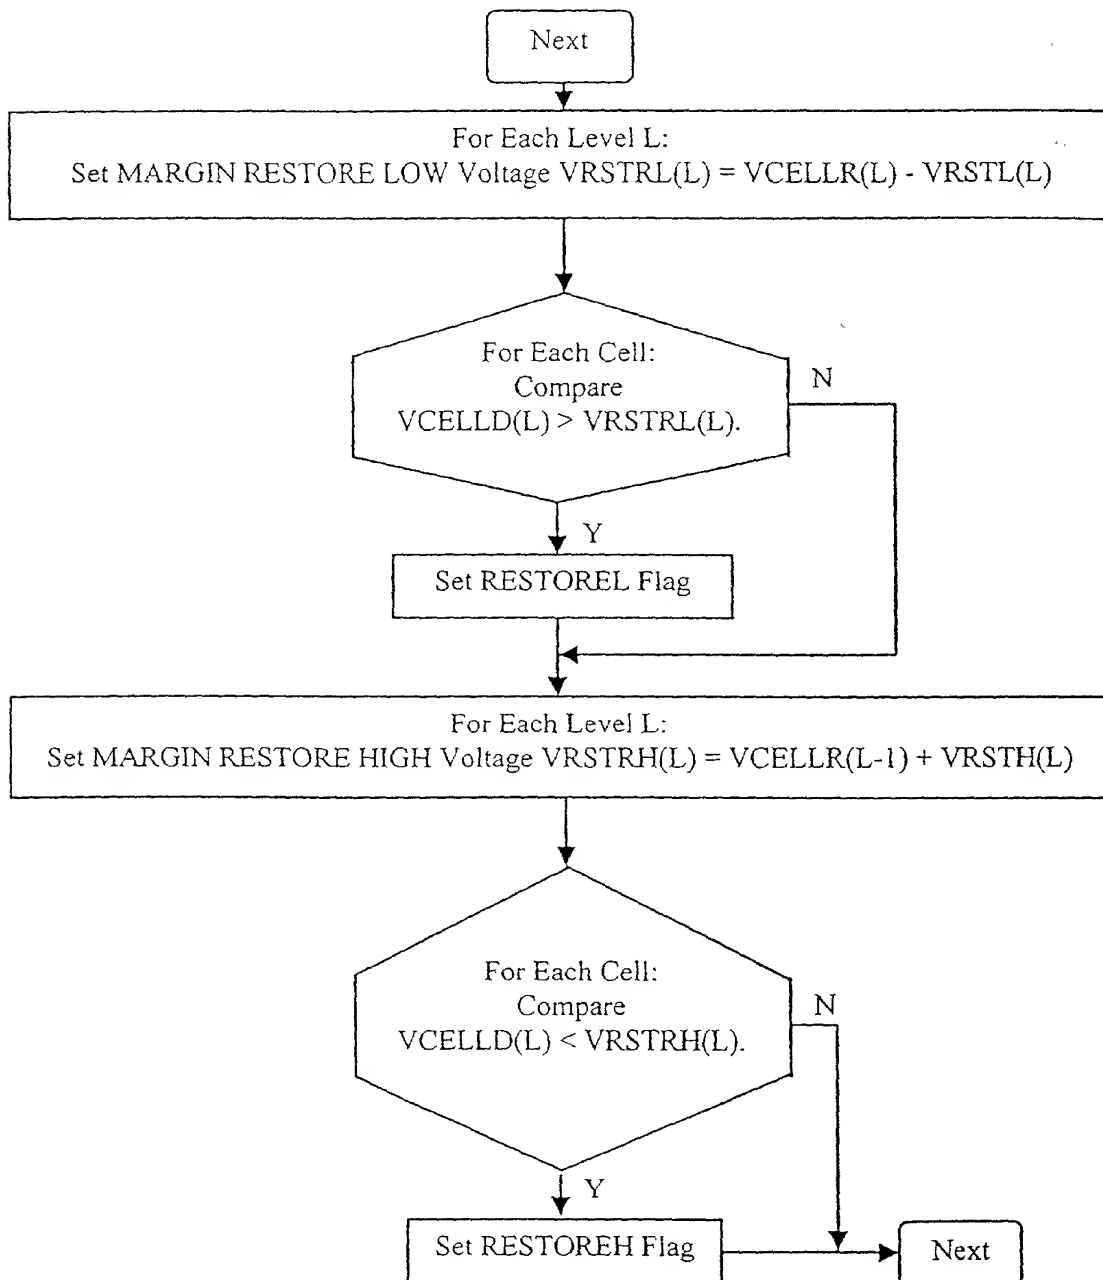 Next
For Each Level L:
Set MARGIN RESTORE LOW Voltage VRSTRL(L) = VCELLR(L) - VRSTL(L)
For Each Cell:
Compare
VCELLD(L) > VRSTRL(L).
N
Y
Set RESTOREL Flag
For Each Level L:
Set MARGIN RESTORE HIGH Voltage VRSTRH(L) = VCELLR(L-1) + VRSTH(L)
For Each Cell:
Compare
VCELLD(L) < VRSTRH(L).
N
Y
Set RESTOREH Flag
Next